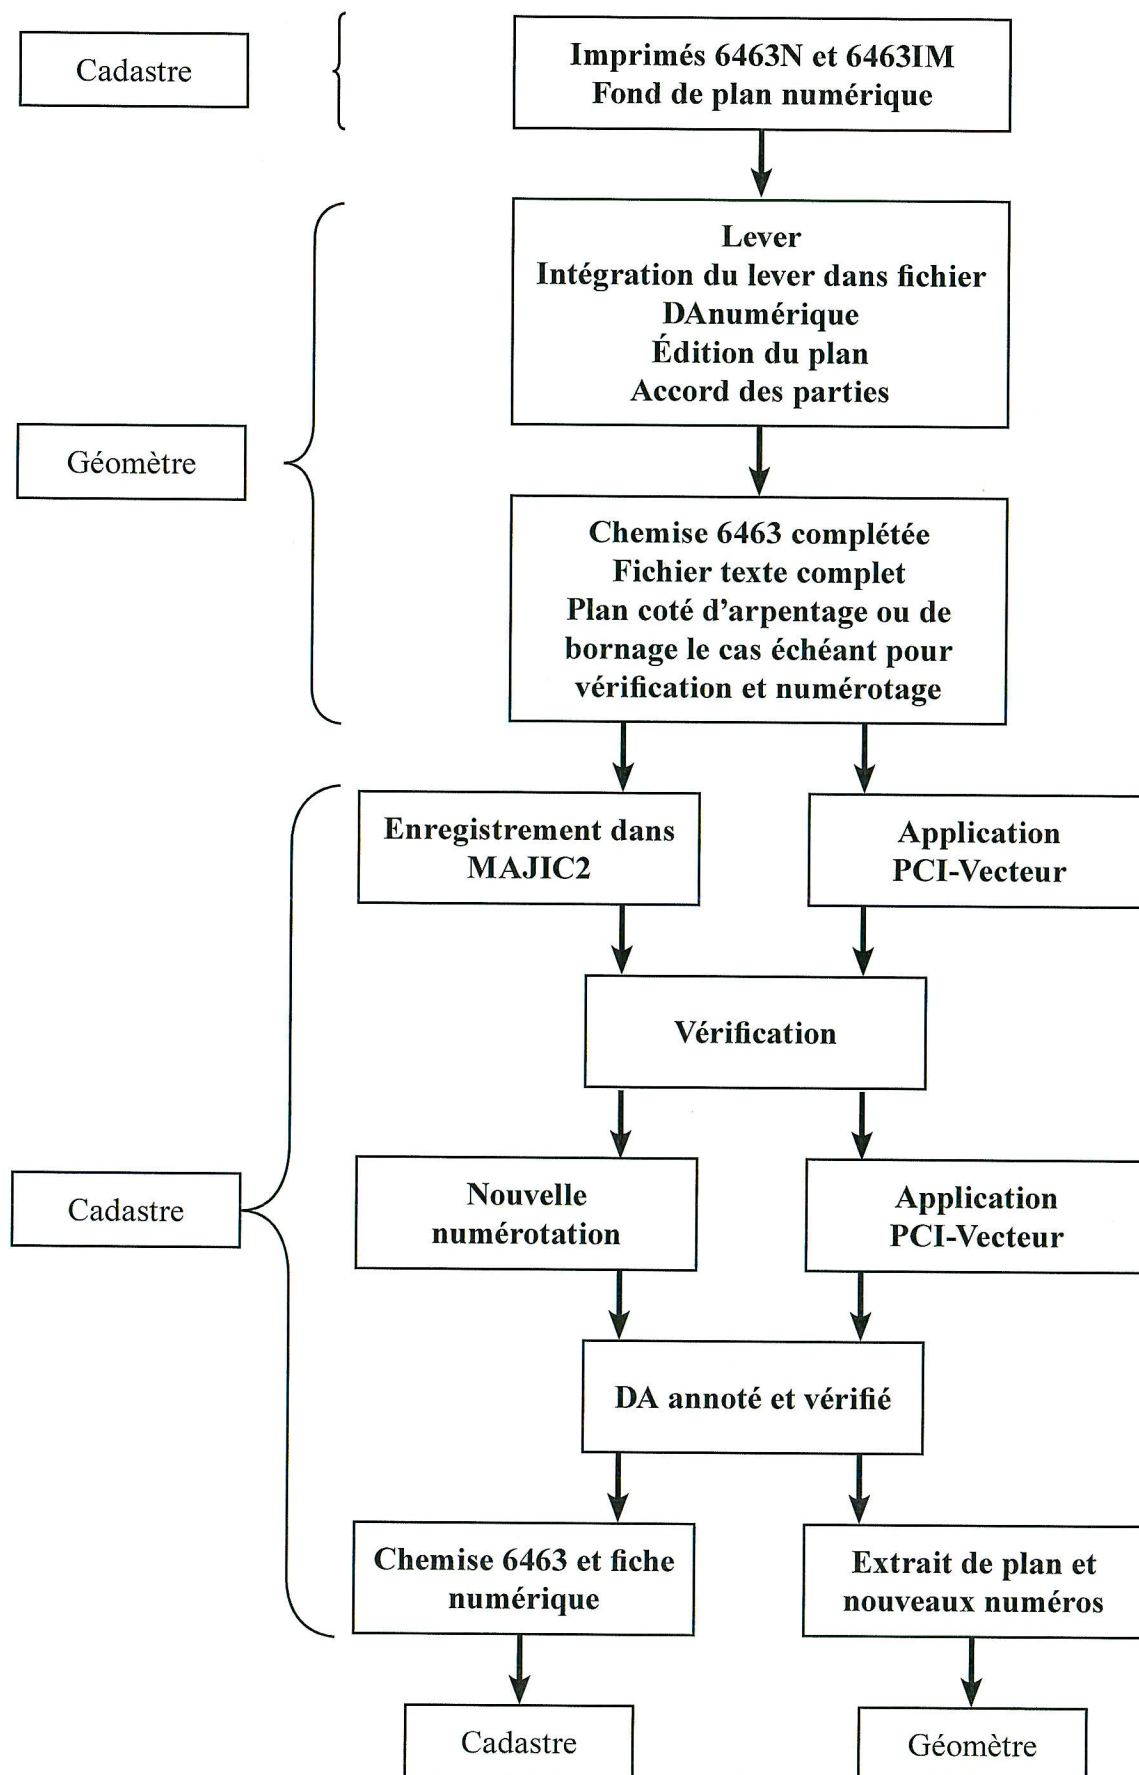 Cadastre
Imprimés 6463N et 6463IM
Fond de plan numérique
Lever
Intégration du lever dans fichier
DAnumérique
Édition du plan
Accord des parties
Géomètre
Chemise 6463 complétée
Fichier texte complet
Plan coté d'arpentage ou de
bornage le cas échéant pour
vérification et numérotage
Enregistrement dans
MAJIC2
Application
PCI-Vecteur
Vérification
Cadastre
Nouvelle
numérotation
Application
PCI-Vecteur
DA annoté et vérifié
Chemise 6463 et fiche
numérique
Extrait de plan et
nouveaux numéros
Cadastre
Géomètre